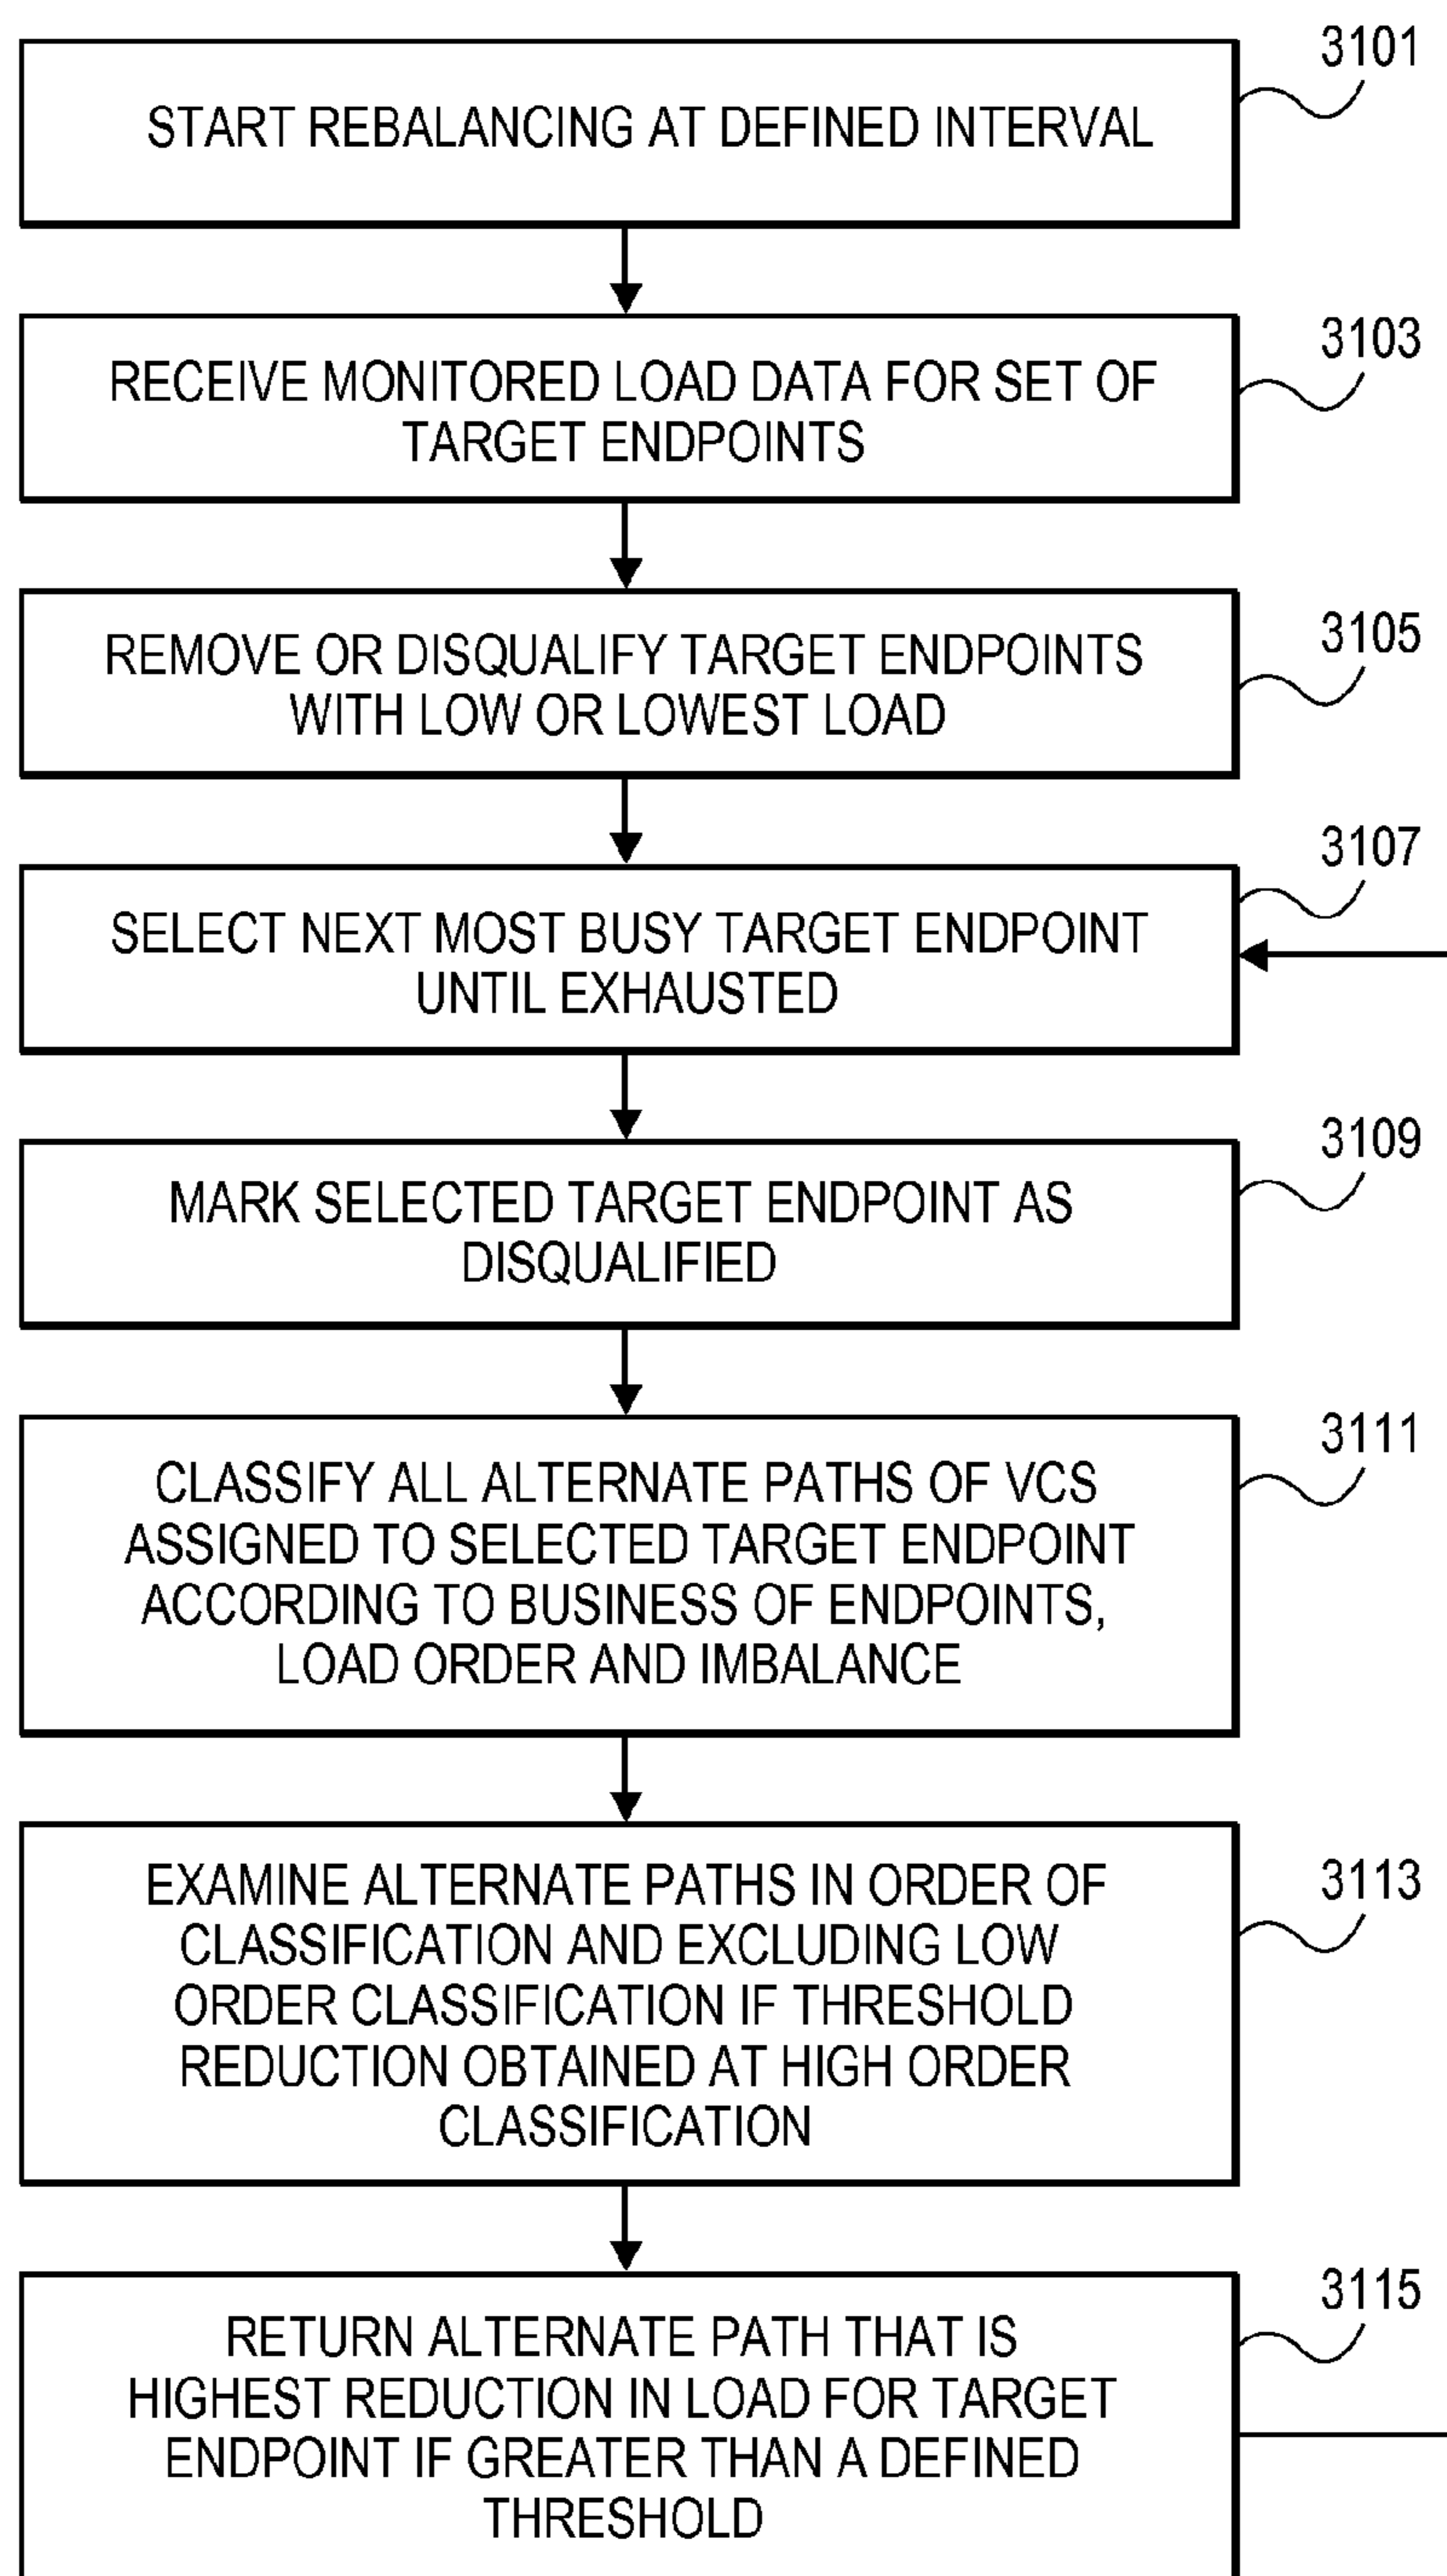 3101
START REBALANCING AT DEFINED INTERVAL
3103
RECEIVE MONITORED LOAD DATA FOR SET OF
TARGET ENDPOINTS
3105
REMOVE OR DISQUALIFY TARGET ENDPOINTS
WITH LOW OR LOWEST LOAD
3107
SELECT NEXT MOST BUSY TARGET ENDPOINT
UNTIL EXHAUSTED
3109
MARK SELECTED TARGET ENDPOINT AS
DISQUALIFIED
3111
CLASSIFY ALL ALTERNATE PATHS OF VCS
ASSIGNED TO SELECTED TARGET ENDPOINT
ACCORDING TO BUSINESS OF ENDPOINTS,
LOAD ORDER AND IMBALANCE
3113
EXAMINE ALTERNATE PATHS IN ORDER OF
CLASSIFICATION AND EXCLUDING LOW
ORDER CLASSIFICATION IF THRESHOLD
REDUCTION OBTAINED AT HIGH ORDER
CLASSIFICATION
3115
RETURN ALTERNATE PATH THAT IS
HIGHEST REDUCTION IN LOAD FOR TARGET
ENDPOINT IF GREATER THAN A DEFINED
THRESHOLD